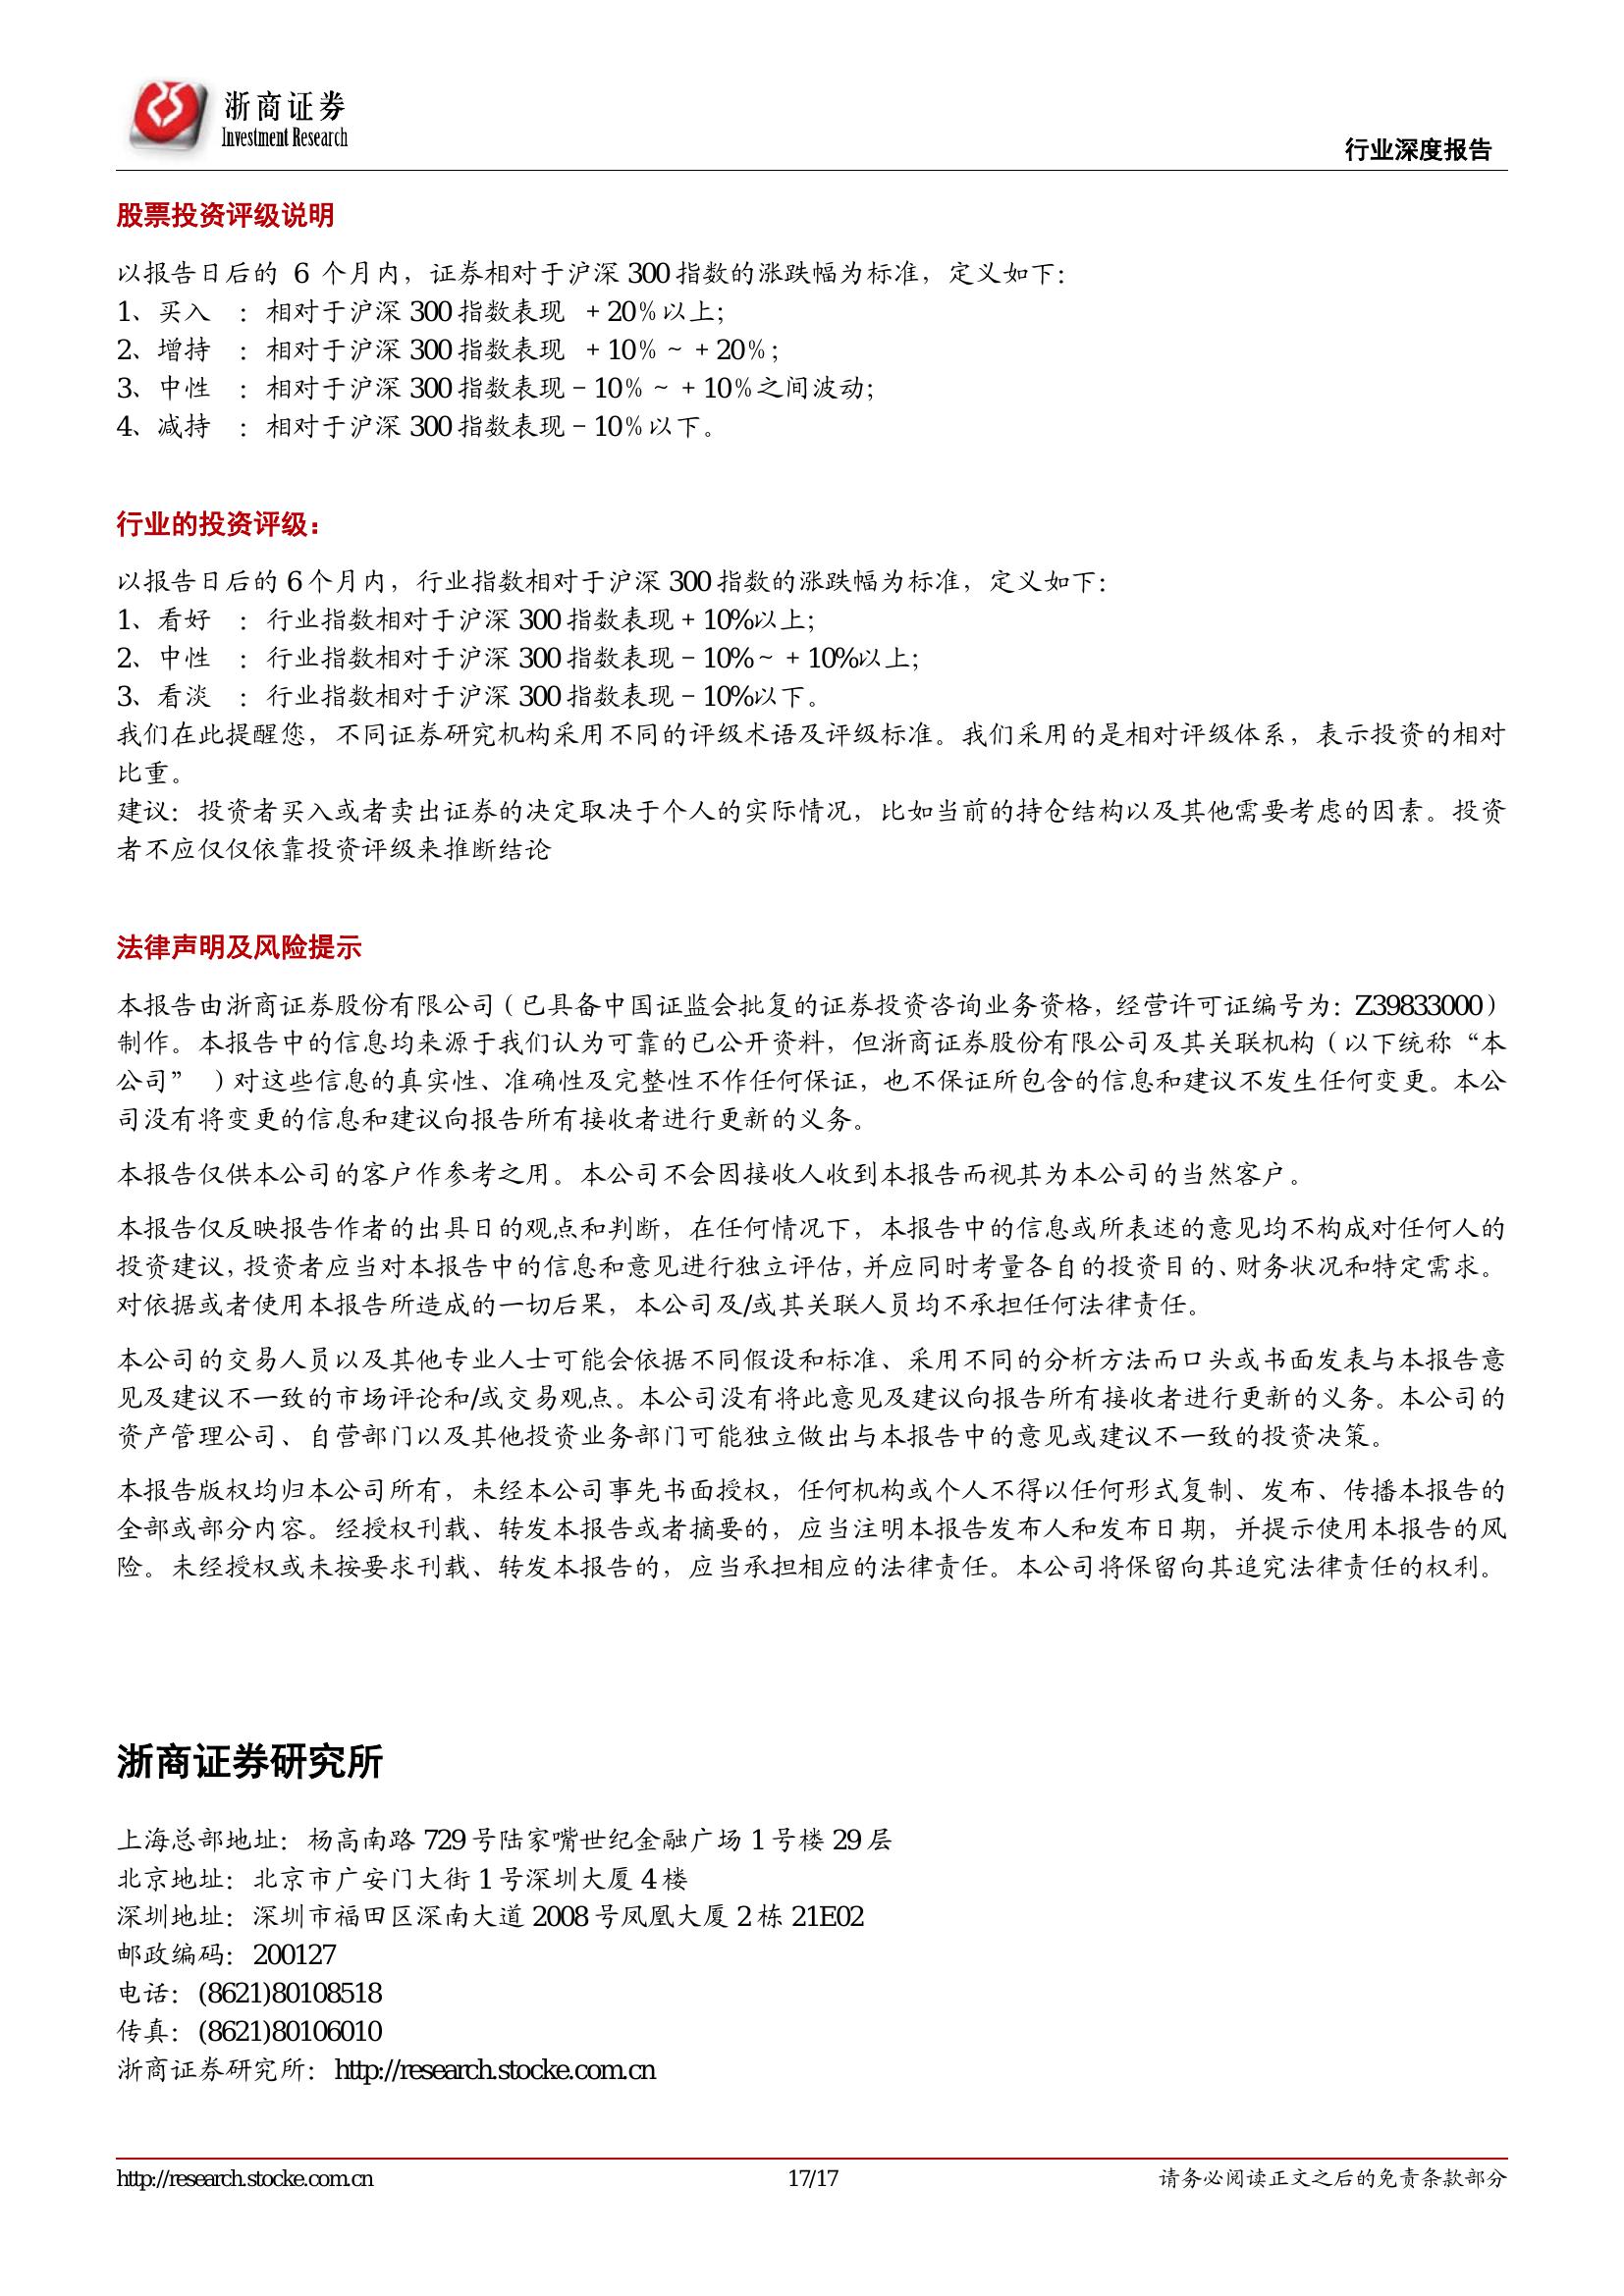 浙商证券
Investment Research
行业深度报告
股票投资评级说明
以报告日后的 6 个月内，证券相对于沪深 300 指数的涨跌幅为标准，定义如下：
1、买入 ：相对于沪深 300 指数表现 ＋20％以上；
2、增持 ：相对于沪深 300 指数表现 ＋10％～＋20％；
3、中性 ：相对于沪深 300 指数表现－10％～＋10％之间波动；
4、减持 ：相对于沪深 300 指数表现－10％以下。
行业的投资评级：
以报告日后的 6 个月内，行业指数相对于沪深 300 指数的涨跌幅为标准，定义如下：
1、看好 ：行业指数相对于沪深 300 指数表现＋10%以上；
2、中性 ：行业指数相对于沪深 300 指数表现－10%～＋10%以上；
3、看淡 ：行业指数相对于沪深 300 指数表现－10%以下。
我们在此提醒您，不同证券研究机构采用不同的评级术语及评级标准。我们采用的是相对评级体系，表示投资的相对
比重。
建议：投资者买入或者卖出证券的决定取决于个人的实际情况，比如当前的持仓结构以及其他需要考虑的因素。投资
者不应仅仅依靠投资评级来推断结论
法律声明及风险提示
本报告由浙商证券股份有限公司（已具备中国证监会批复的证券投资咨询业务资格，经营许可证编号为：Z39833000）
制作。本报告中的信息均来源于我们认为可靠的已公开资料，但浙商证券股份有限公司及其关联机构（以下统称“本
公司” ）对这些信息的真实性、准确性及完整性不作任何保证，也不保证所包含的信息和建议不发生任何变更。本公
司没有将变更的信息和建议向报告所有接收者进行更新的义务。
本报告仅供本公司的客户作参考之用。本公司不会因接收人收到本报告而视其为本公司的当然客户。
本报告仅反映报告作者的出具日的观点和判断，在任何情况下，本报告中的信息或所表述的意见均不构成对任何人的
投资建议，投资者应当对本报告中的信息和意见进行独立评估，并应同时考量各自的投资目的、财务状况和特定需求。
对依据或者使用本报告所造成的一切后果，本公司及/或其关联人员均不承担任何法律责任。
本公司的交易人员以及其他专业人士可能会依据不同假设和标准、采用不同的分析方法而口头或书面发表与本报告意
见及建议不一致的市场评论和/或交易观点。本公司没有将此意见及建议向报告所有接收者进行更新的义务。本公司的
资产管理公司、自营部门以及其他投资业务部门可能独立做出与本报告中的意见或建议不一致的投资决策。
本报告版权均归本公司所有，未经本公司事先书面授权，任何机构或个人不得以任何形式复制、发布、传播本报告的
全部或部分内容。经授权刊载、转发本报告或者摘要的，应当注明本报告发布人和发布日期，并提示使用本报告的风
险。未经授权或未按要求刊载、转发本报告的，应当承担相应的法律责任。本公司将保留向其追究法律责任的权利。
浙商证券研究所
上海总部地址：杨高南路 729 号陆家嘴世纪金融广场 1 号楼 29 层
北京地址：北京市广安门大街 1 号深圳大厦 4 楼
深圳地址：深圳市福田区深南大道 2008 号凤凰大厦 2 栋 21E02
邮政编码：200127
电话：(8621)80108518
传真：(8621)80106010
浙商证券研究所：http://research.stocke.com.cn
http://research.stocke.com.cn 17/17 请务必阅读正文之后的免责条款部分